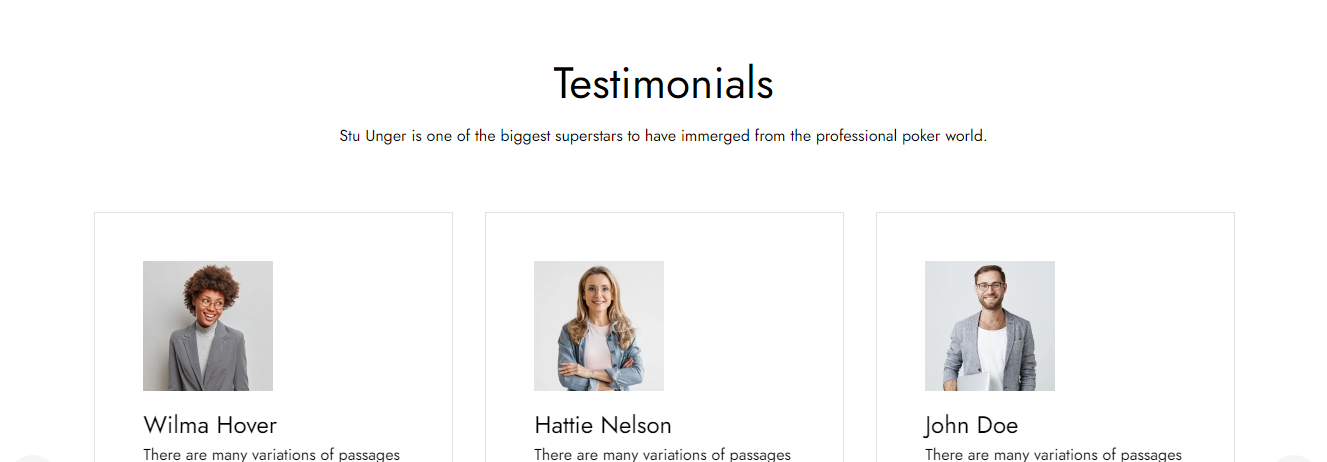 Testimonials
Stu Unger is one of the biggest superstars to have immerged from the professional poker world.
Wilma Hover
There are many variations of passages
Hattie Nelson
There are many variations of passages
John Doe
There are many variations of passages